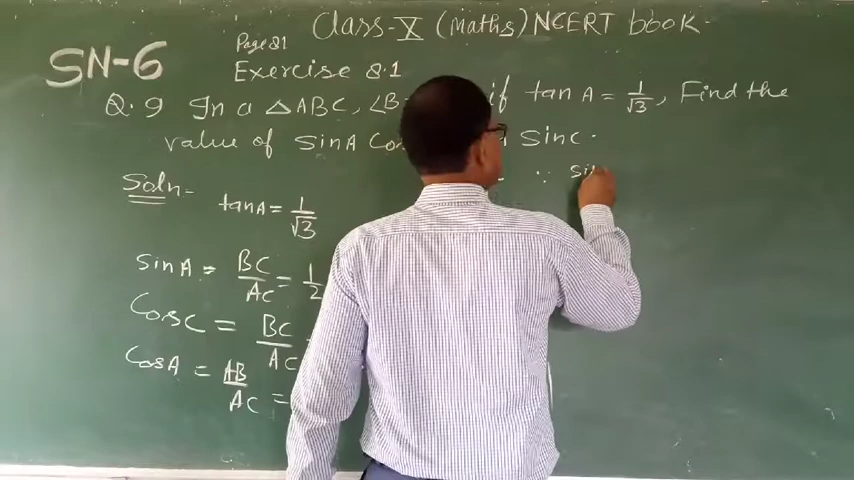 Class-X (Maths) NCERT book
SN-6
Page 81
Exercise 8.1
Q.9 In a △ABC, ∠B if tan A = 1/√3, Find the
value of sinA Cos sinc.
Soln- tanA = 1/√3
∵ sin
sinA = BC/AC = 1/2
CosC = BC/AC
CosA = AB/AC =